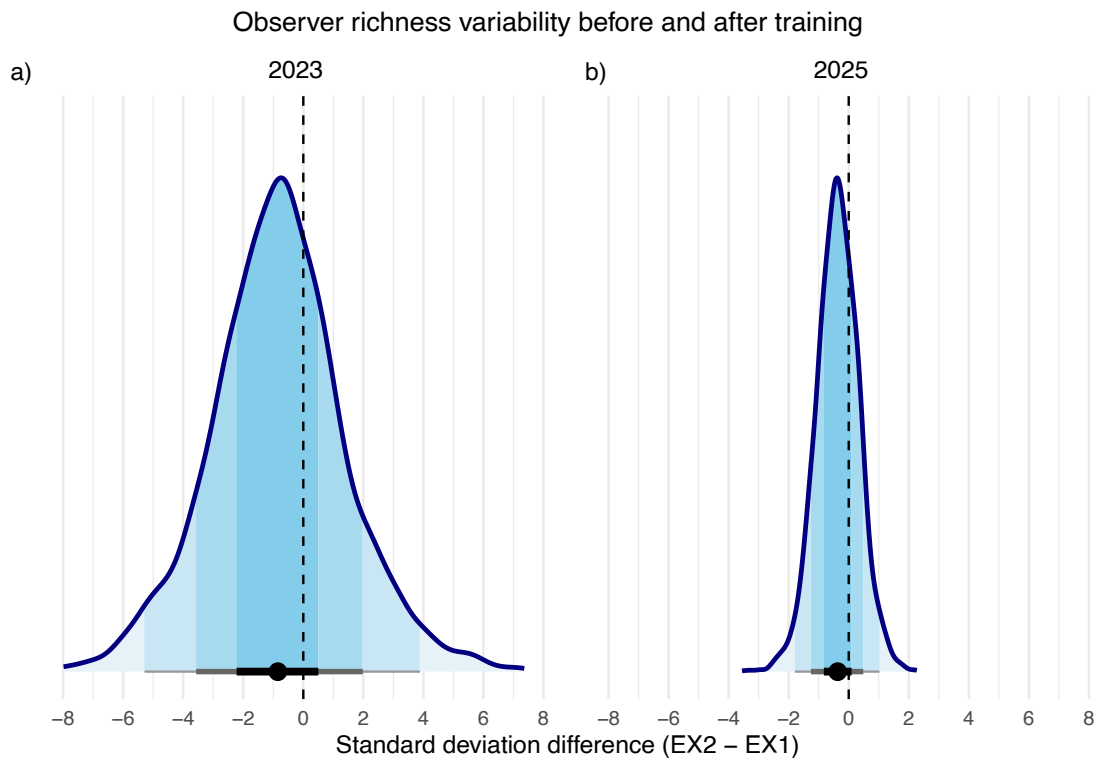 Observer richness variability before and after training
a) 2023 b) 2025
−8 −6 −4 −2 0 2 4 6 8 −8 −6 −4 −2 0 2 4 6 8
Standard deviation difference (EX2 − EX1)